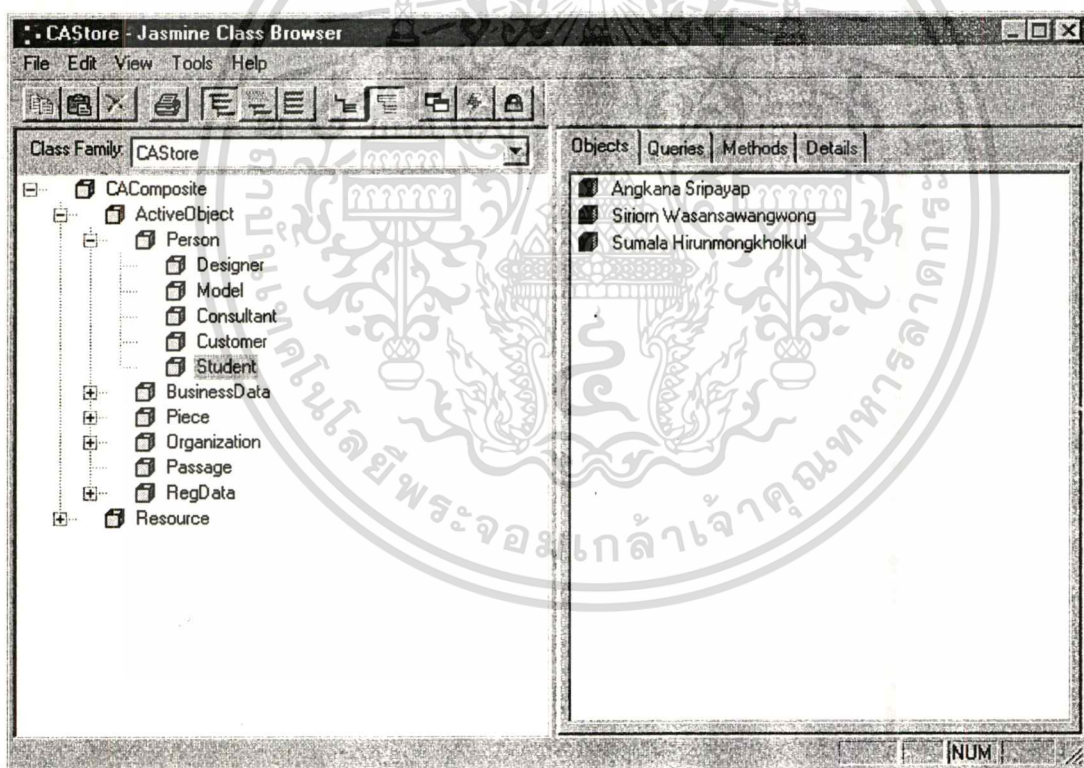 CAStore - Jasmine Class Browser
File Edit View Tools Help
Class Family: CAStore
CAComposite
ActiveObject
Person
Designer
Model
Consultant
Customer
Student
BusinessData
Piece
Organization
Passage
RegData
Resource
Objects Queries Methods Details
Angkana Sripayap
Siriorn Wasansawangwong
Sumala Hirunmongkholkul
NUM